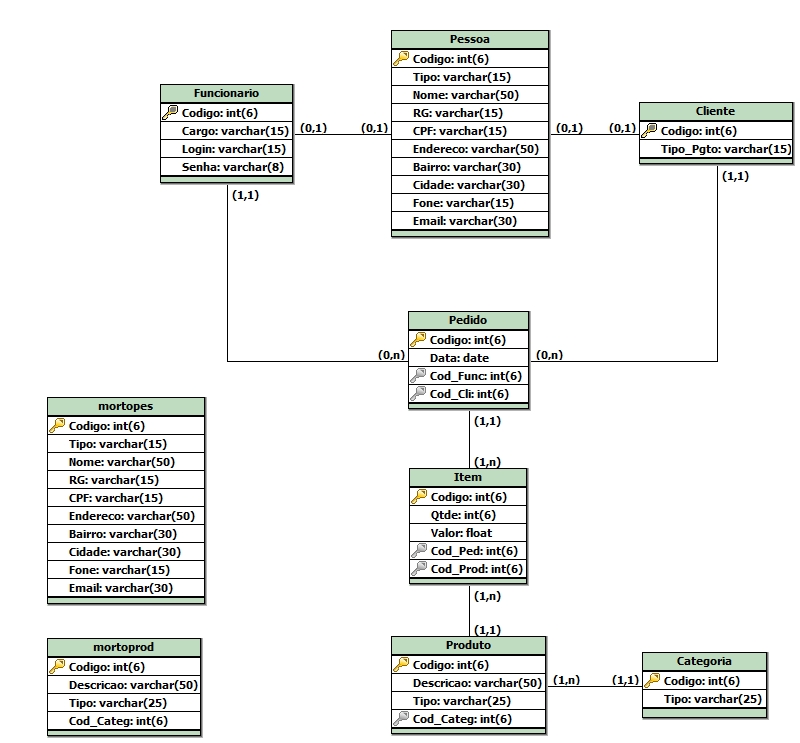 Pessoa
Codigo: int(6)
Tipo: varchar(15)
Nome: varchar(50)
RG: varchar(15)
CPF: varchar(15)
Endereco: varchar(50)
Bairro: varchar(30)
Cidade: varchar(30)
Fone: varchar(15)
Email: varchar(30)
Funcionario
Codigo: int(6)
Cargo: varchar(15)
Login: varchar(15)
Senha: varchar(8)
(0,1)
(0,1)
(0,1)
(0,1)
Cliente
Codigo: int(6)
Tipo_Pgto: varchar(15)
(1,1)
(1,1)
Pedido
Codigo: int(6)
Data: date
Cod_Func: int(6)
Cod_Cli: int(6)
(0,n)
(0,n)
(1,1)
(1,n)
mortopes
Codigo: int(6)
Tipo: varchar(15)
Nome: varchar(50)
RG: varchar(15)
CPF: varchar(15)
Endereco: varchar(50)
Bairro: varchar(30)
Cidade: varchar(30)
Fone: varchar(15)
Email: varchar(30)
Item
Codigo: int(6)
Qtde: int(6)
Valor: float
Cod_Ped: int(6)
Cod_Prod: int(6)
(1,n)
(1,1)
mortoprod
Codigo: int(6)
Descricao: varchar(50)
Tipo: varchar(25)
Cod_Categ: int(6)
Produto
Codigo: int(6)
Descricao: varchar(50)
Tipo: varchar(25)
Cod_Categ: int(6)
(1,n)
(1,1)
Categoria
Codigo: int(6)
Tipo: varchar(25)